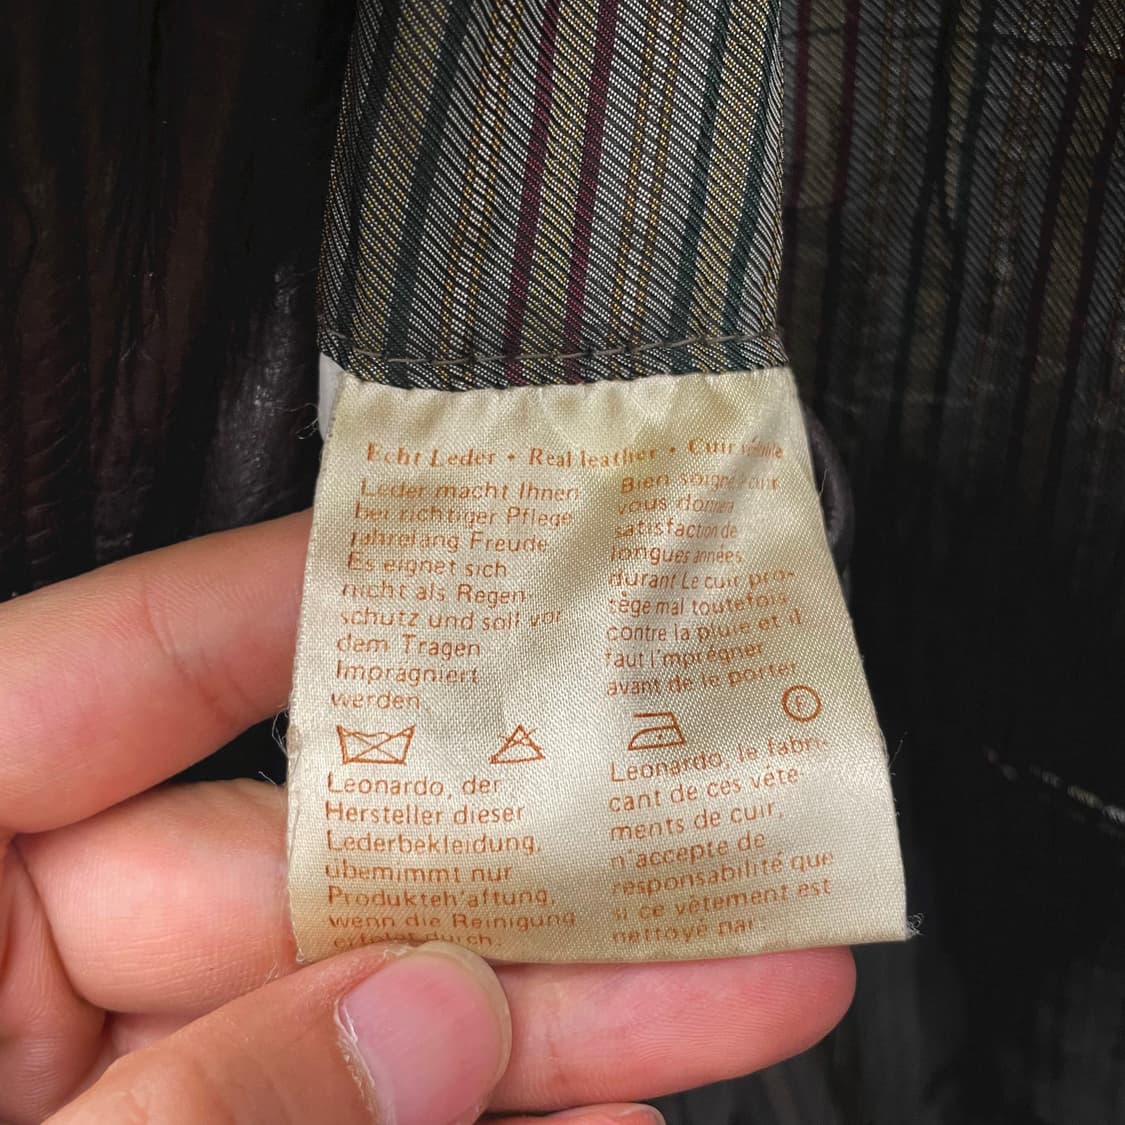 Echt Leder • Real leather • Cuir
Leder macht Ihnen
bei richtiger Pflege
jahrelang Freude
Es eignet sich
nicht als Regen
schutz und soll vor
dem Tragen
Imprägniert
werden
Bien soigné cuir
vous donnera
satisfaction de
longues années
durant Le cuir pro-
tège mal toutefois
contre la pluie et il
faut l'imprégner
avant de le porter
F
Leonardo, der
Hersteller dieser
Lederbekleidung,
übernimmt nur
Produkteh'aftung,
wenn die Reinigung
erfolgt durch:
Leonardo, le fabri-
cant de ces vête-
ments de cuir,
n'accepte de
responsabilité que
si ce vêtement est
nettoyé par: